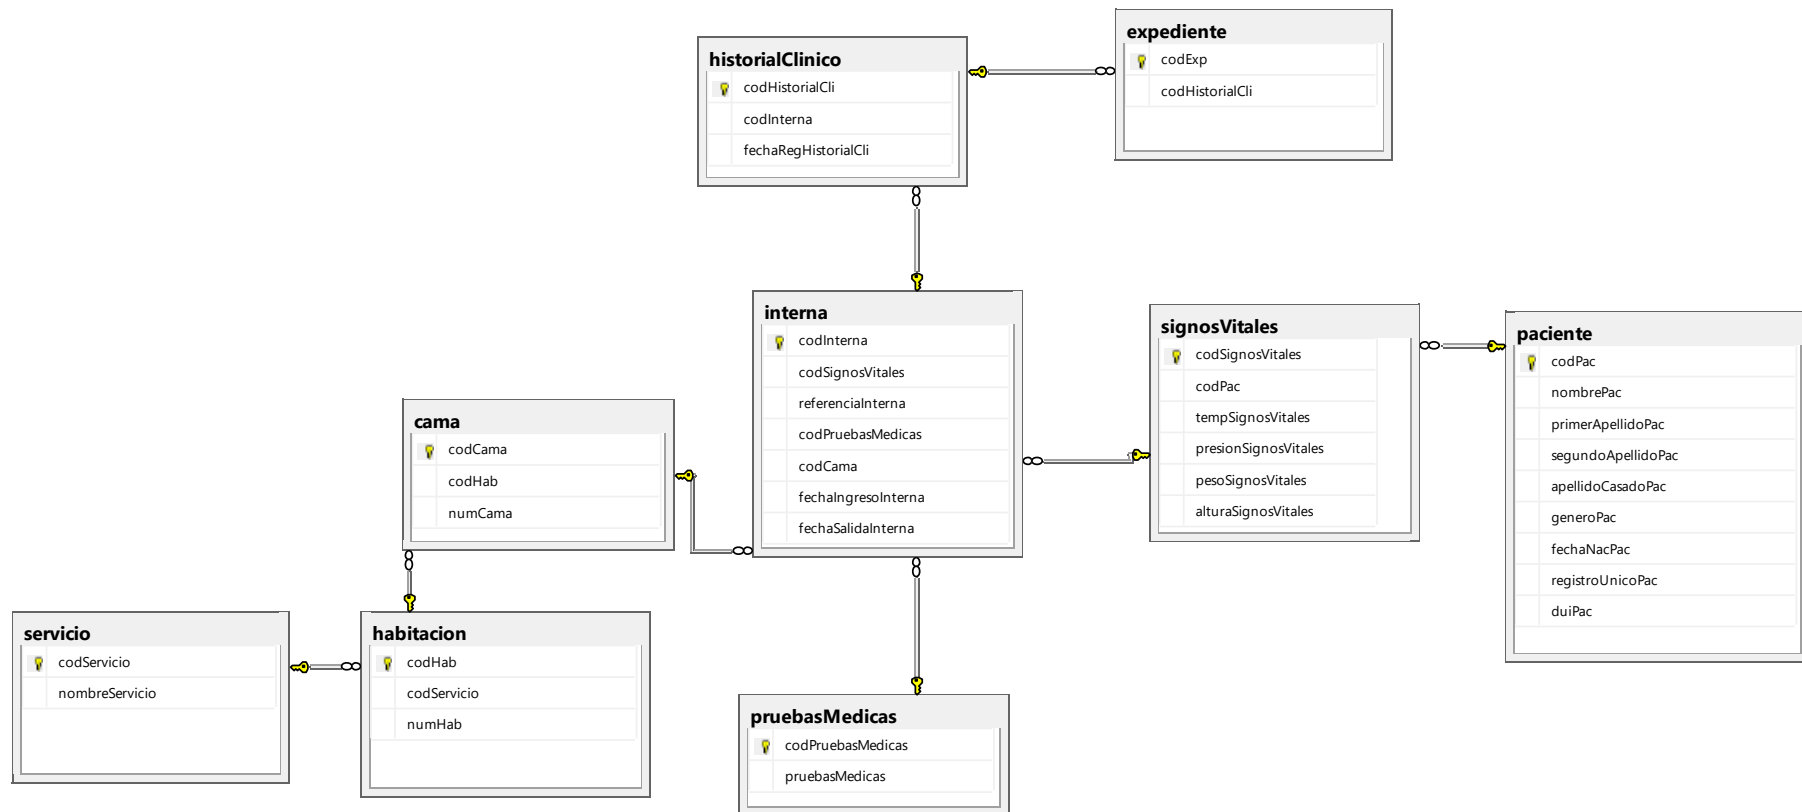 expediente
codExp
codHistorialCli
historialClinico
codHistorialCli
codInterna
fechaRegHistorialCli
interna
codInterna
codSignosVitales
referenciaInterna
codPruebasMedicas
codCama
fechaIngresoInterna
fechaSalidaInterna
signosVitales
codSignosVitales
codPac
tempSignosVitales
presionSignosVitales
pesoSignosVitales
alturaSignosVitales
paciente
codPac
nombrePac
primerApellidoPac
segundoApellidoPac
apellidoCasadoPac
generoPac
fechaNacPac
registroUnicoPac
duiPac
cama
codCama
codHab
numCama
servicio
codServicio
nombreServicio
habitacion
codHab
codServicio
numHab
pruebasMedicas
codPruebasMedicas
pruebasMedicas